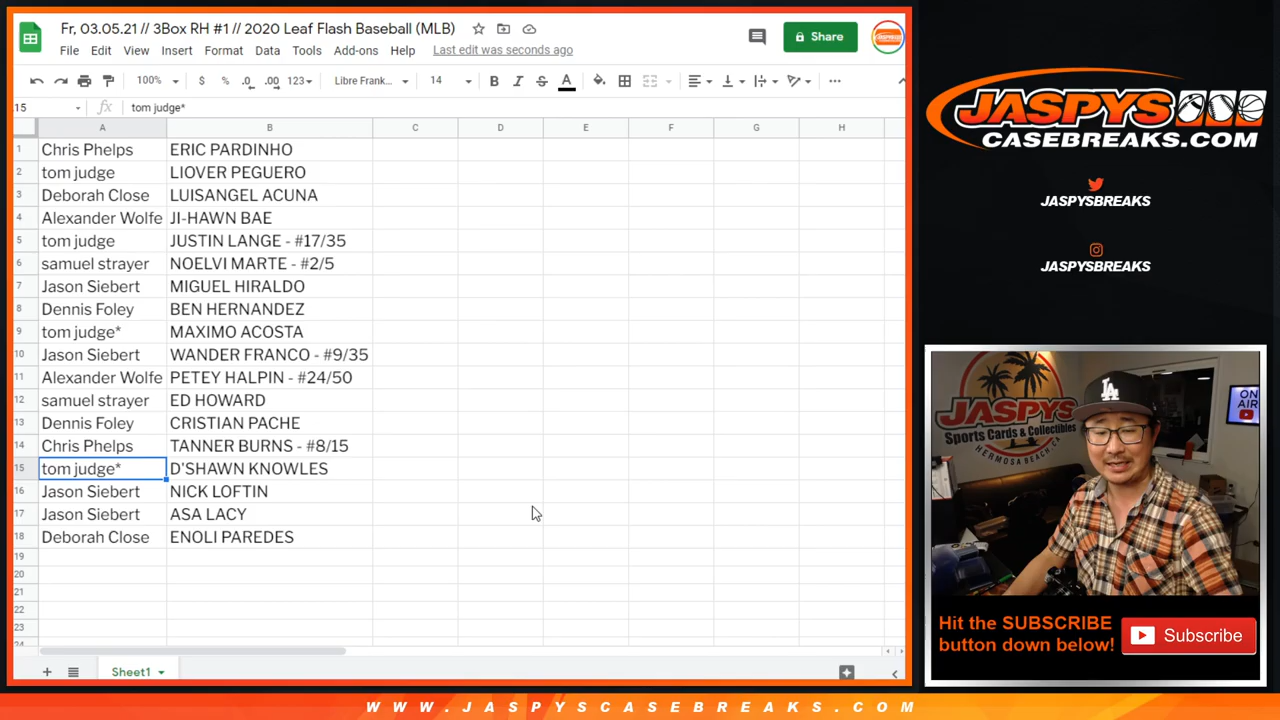 Fr, 03.05.21 // 3Box RH #1 // 2020 Leaf Flash Baseball (MLB)
File Edit View Insert Format Data Tools Add-ons Help Last edit was seconds ago
Share
100% $ % .0 .00 123 Libre Frank... 14 B I S A
15 fx tom judge*
A B C D E F G H
1 Chris Phelps ERIC PARDINHO
2 tom judge LIOVER PEGUERO
3 Deborah Close LUISANGEL ACUNA
4 Alexander Wolfe JI-HAWN BAE
5 tom judge JUSTIN LANGE - #17/35
6 samuel strayer NOELVI MARTE - #2/5
7 Jason Siebert MIGUEL HIRALDO
8 Dennis Foley BEN HERNANDEZ
9 tom judge* MAXIMO ACOSTA
10 Jason Siebert WANDER FRANCO - #9/35
11 Alexander Wolfe PETEY HALPIN - #24/50
12 samuel strayer ED HOWARD
13 Dennis Foley CRISTIAN PACHE
14 Chris Phelps TANNER BURNS - #8/15
15 tom judge* D'SHAWN KNOWLES
16 Jason Siebert NICK LOFTIN
17 Jason Siebert ASA LACY
18 Deborah Close ENOLI PAREDES
19
20
21
22
23
24
Sheet1
JASPYS
CASEBREAKS.COM
JASPYSBREAKS
JASPYSBREAKS
JASPYS
Sports Cards & Collectibles
HERMOSA BEACH, CA
LA
ON
AIR
Hit the SUBSCRIBE
button down below!
Subscribe
WWW.JASPYSCASEBREAKS.COM